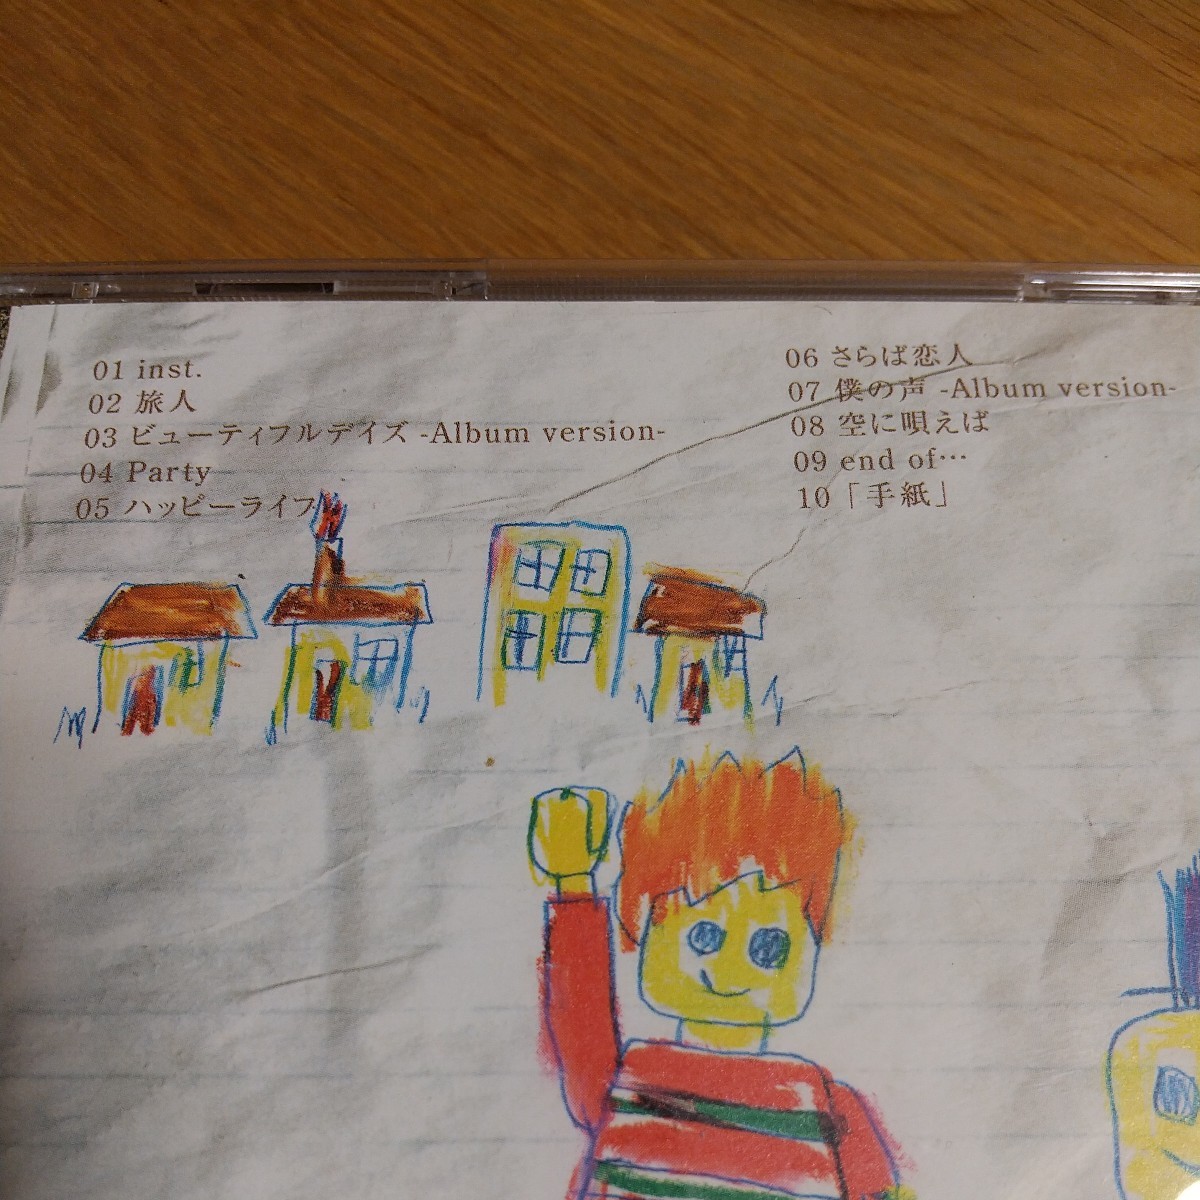 01 inst.
02 旅人
03 ビューティフルデイズ -Album version-
04 Party
05 ハッピーライフ
06 さらば恋人
07 僕の声 -Album version-
08 空に唄えば
09 end of…
10 「手紙」